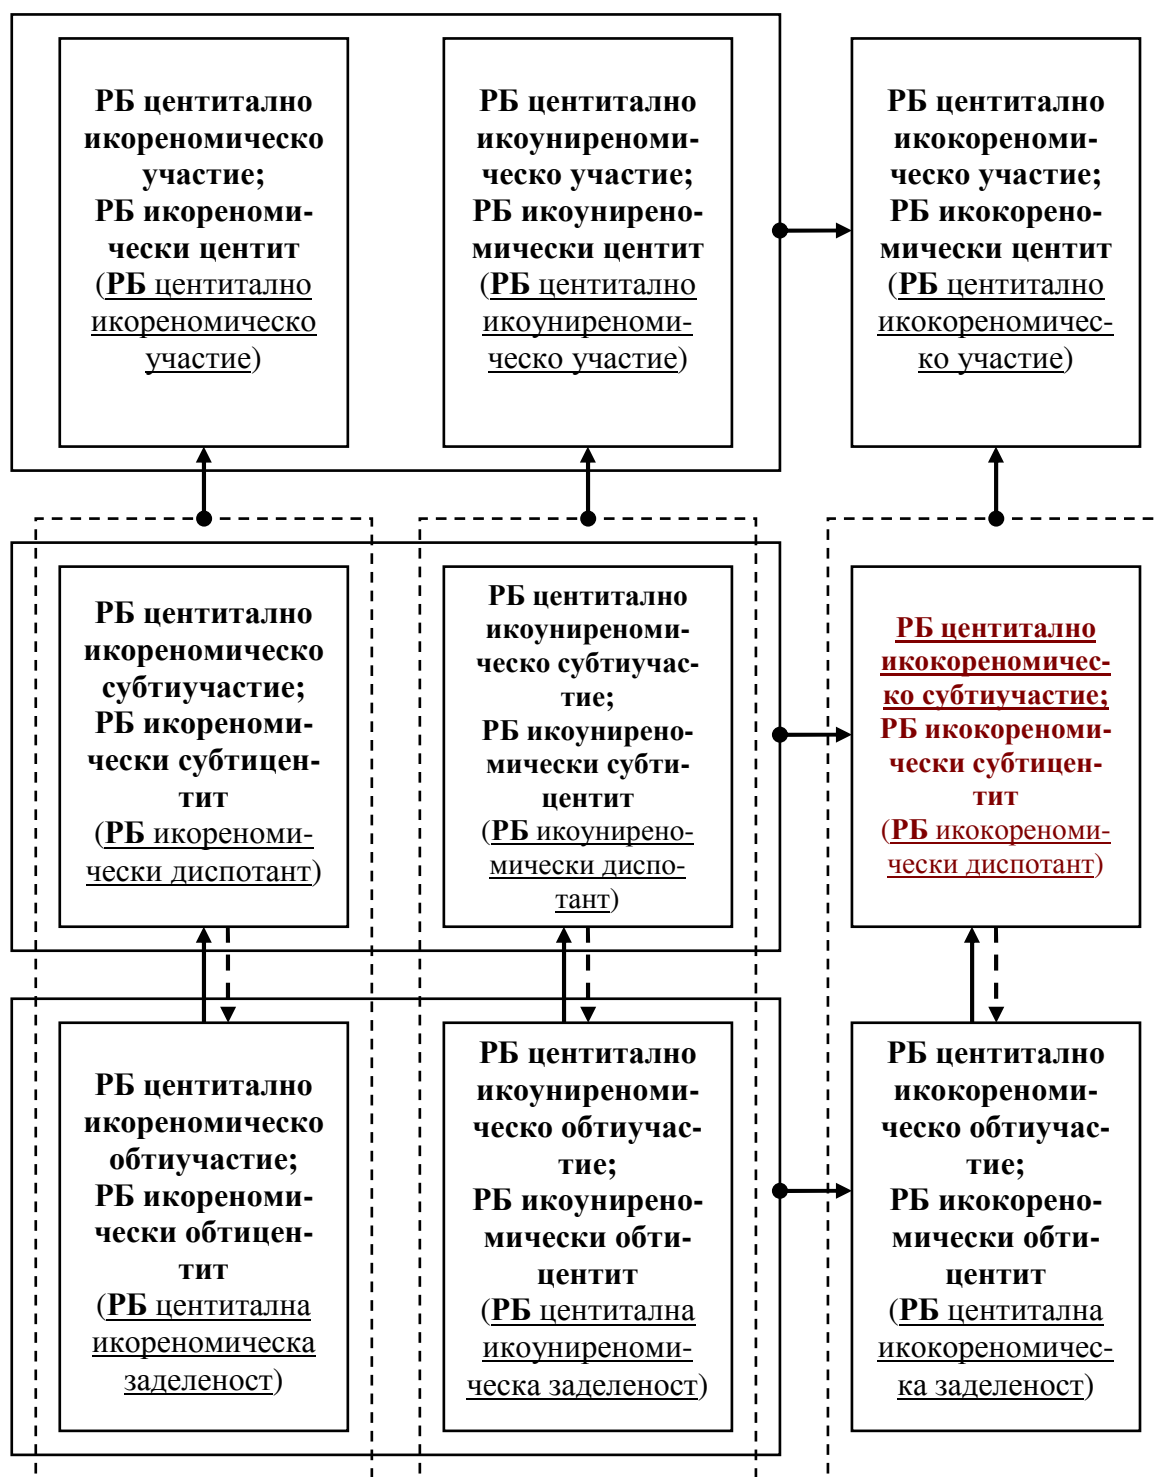 РБ центитално
икореномическо
участие;
РБ икореноми-
чески центит
(РБ центитално
икореномическо
участие)
РБ центитално
икоуниреноми-
ческо участие;
РБ икоунирено-
мически центит
(РБ центитално
икоуниреноми-
ческо участие)
РБ центитално
икокореноми-
ческо участие;
РБ икокорено-
мически центит
(РБ центитално
икокореномичес-
ко участие)
РБ центитално
икореномическо
субтиучастие;
РБ икореноми-
чески субтицен-
тит
(РБ икореноми-
чески диспотант)
РБ центитално
икоуниреноми-
ческо субтиучас-
тие;
РБ икоунирено-
мически субти-
центит
(РБ икоунирено-
мически диспо-
тант)
РБ центитално
икокореномичес-
ко субтиучастие;
РБ икокореноми-
чески субтицен-
тит
(РБ икокореноми-
чески диспотант)
РБ центитално
икореномическо
обтиучастие;
РБ икореноми-
чески обтицен-
тит
(РБ центитална
икореномическа
заделеност)
РБ центитално
икоуниреноми-
ческо обтиучас-
тие;
РБ икоунирено-
мически обти-
центит
(РБ центитална
икоуниреноми-
ческа заделеност)
РБ центитално
икокореноми-
ческо обтиучас-
тие;
РБ икокорено-
мически обти-
центит
(РБ центитална
икокореномичес-
ка заделеност)